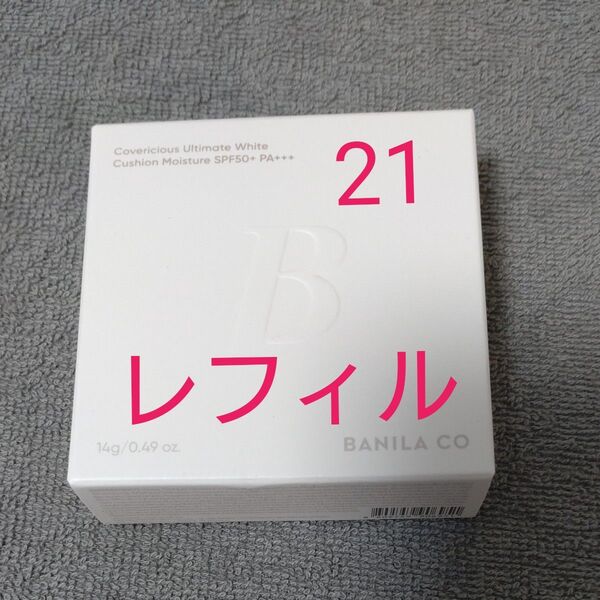 Covericious Ultimate White
Cushion Moisture SPF50+ PA+++
21
B
レフィル
14g/0.49 oz.
BANILA CO